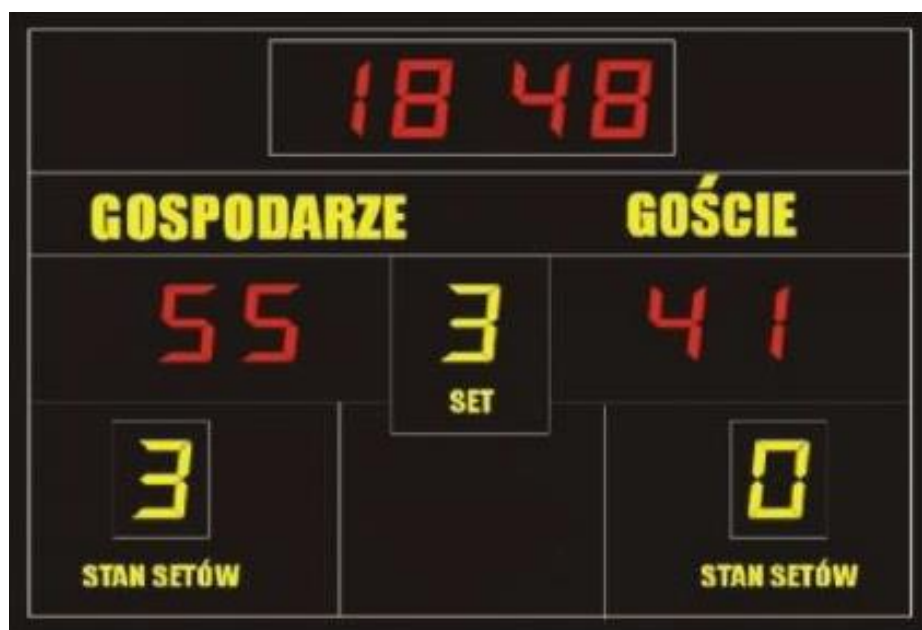 18 48
GOSPODARZE GOŚCIE
55 3 41
SET
3 0
STAN SETÓW STAN SETÓW